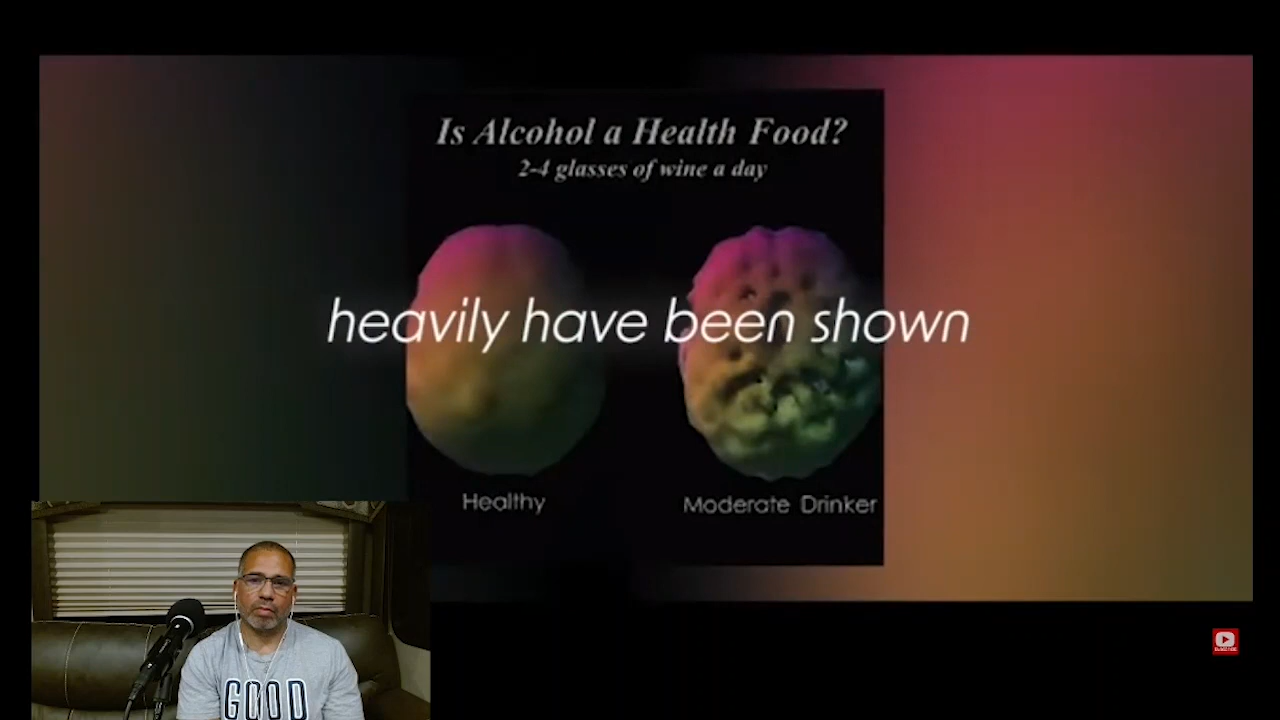 Is Alcohol a Health Food?
2-4 glasses of wine a day
heavily have been shown
Healthy
Moderate Drinker
GOOD